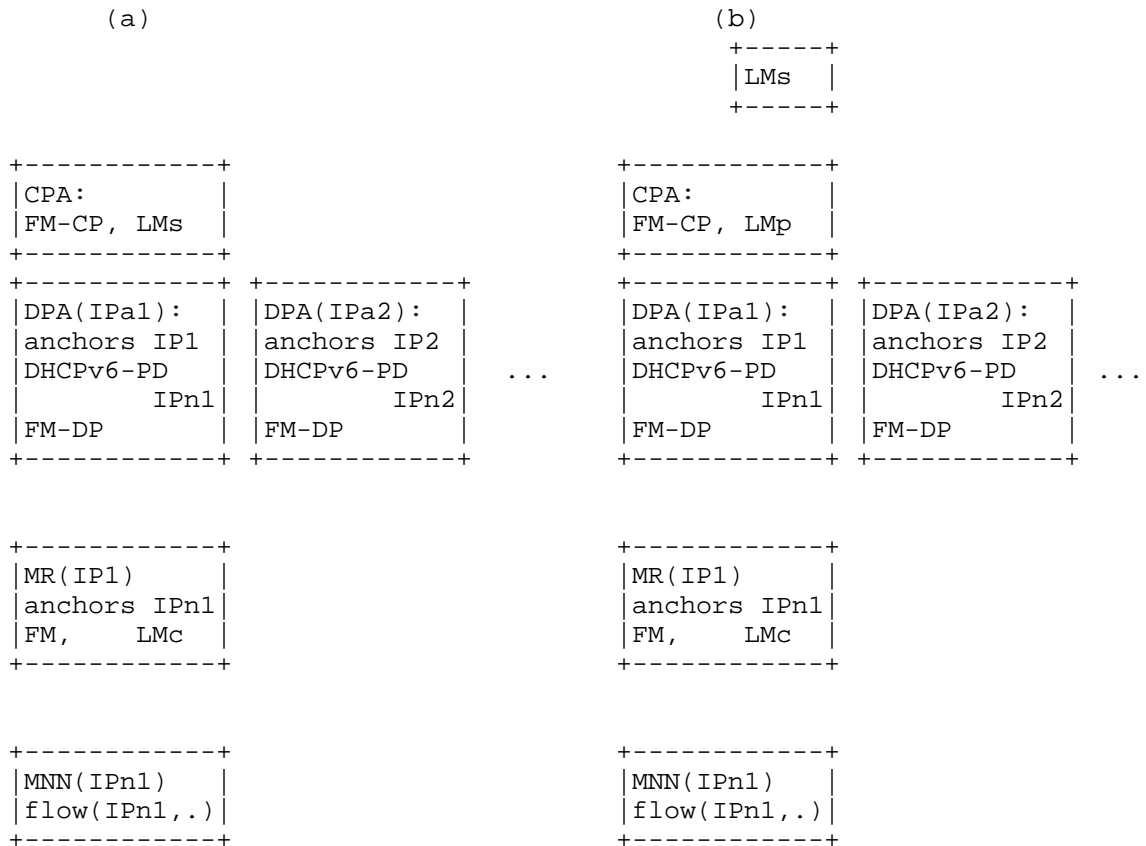 (a)                                      (b)
                                          +-----+
                                          |LMs  |
                                          +-----+
+------------+                           +------------+
|CPA:        |                           |CPA:        |
|FM-CP, LMs  |                           |FM-CP, LMp  |
+------------+                           +------------+
+------------+ +------------+            +------------+ +------------+
|DPA(IPa1):  | |DPA(IPa2):  |            |DPA(IPa1):  | |DPA(IPa2):  |
|anchors IP1 | |anchors IP2 |            |anchors IP1 | |anchors IP2 |
|DHCPv6-PD   | |DHCPv6-PD   |  ...       |DHCPv6-PD   | |DHCPv6-PD   | ...
|        IPn1| |        IPn2|            |        IPn1| |        IPn2|
|FM-DP       | |FM-DP       |            |FM-DP       | |FM-DP       |
+------------+ +------------+            +------------+ +------------+
+------------+                           +------------+
|MR(IP1)     |                           |MR(IP1)     |
|anchors IPn1|                           |anchors IPn1|
|FM,    LMc  |                           |FM,    LMc  |
+------------+                           +------------+
+------------+                           +------------+
|MNN(IPn1)   |                           |MNN(IPn1)   |
|flow(IPn1,.)|                           |flow(IPn1,.)|
+------------+                           +------------+